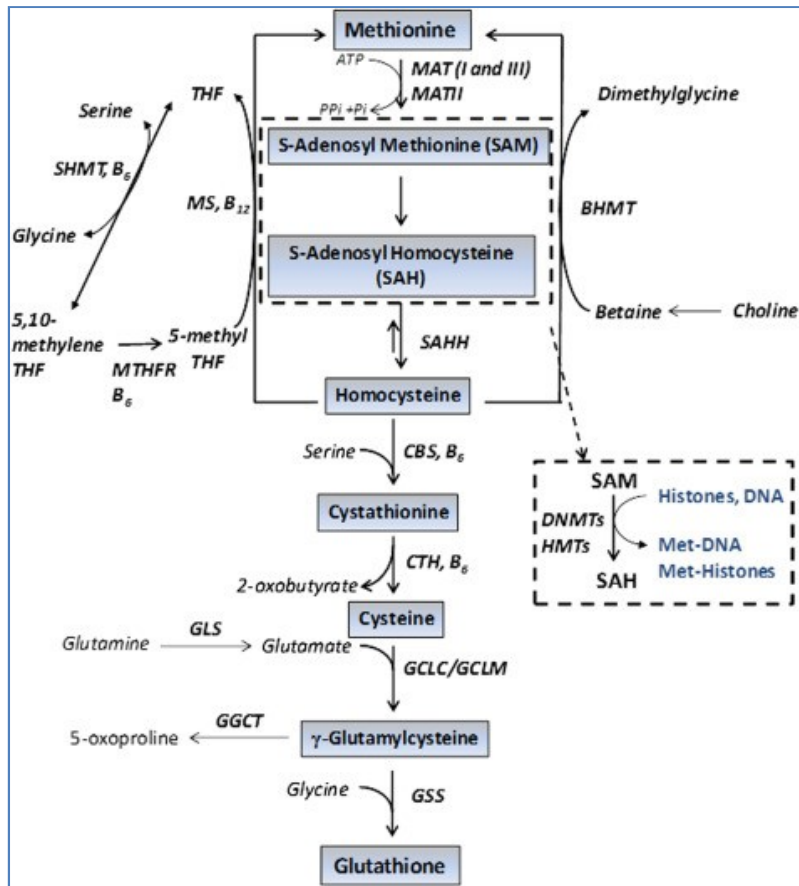 Methionine
ATP
MAT (I and III)
MATII
PPi +Pi
Serine
THF
Dimethylglycine
S-Adenosyl Methionine (SAM)
SHMT, B6
MS, B12
BHMT
Glycine
S-Adenosyl Homocysteine
(SAH)
5,10-
methylene
THF
5-methyl
THF
MTHFR
B6
Betaine
Choline
SAHH
Homocysteine
Serine
CBS, B6
Cystathionine
SAM
Histones, DNA
DNMTs
HMTs
Met-DNA
Met-Histones
SAH
CTH, B6
2-oxobutyrate
Cysteine
Glutamine
GLS
Glutamate
GCLC/GCLM
5-oxoproline
GGCT
γ-Glutamylcysteine
Glycine
GSS
Glutathione